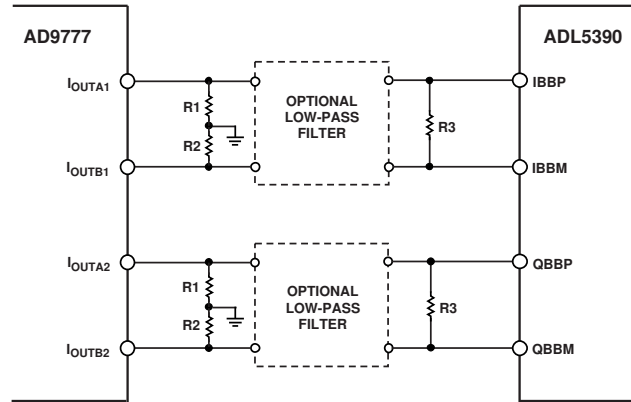 AD9777
ADL5390
IOUTA1
R1
R2
IOUTB1
OPTIONAL
LOW-PASS
FILTER
R3
IBBP
IBBM
IOUTA2
R1
R2
IOUTB2
OPTIONAL
LOW-PASS
FILTER
R3
QBBP
QBBM